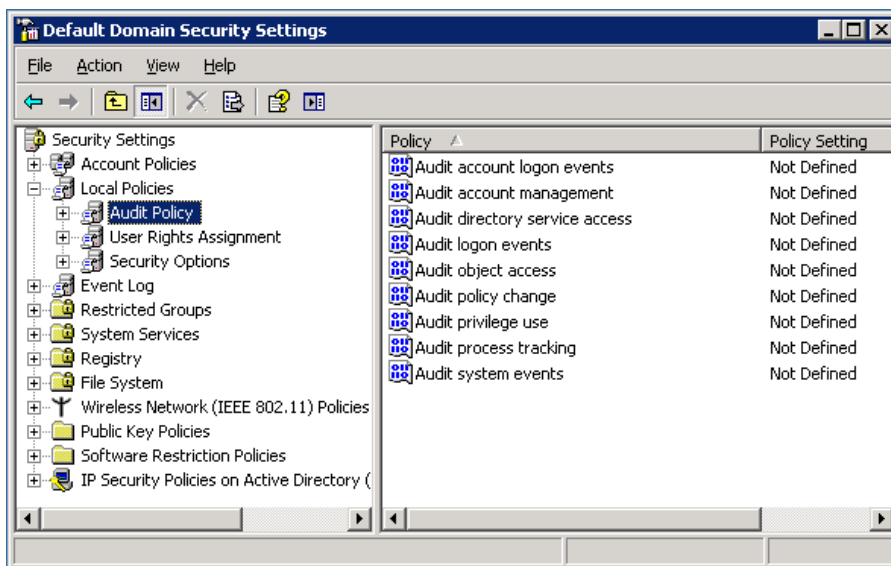 Default Domain Security Settings
File Action View Help
Security Settings
Account Policies
Local Policies
Audit Policy
User Rights Assignment
Security Options
Event Log
Restricted Groups
System Services
Registry
File System
Wireless Network (IEEE 802.11) Policies
Public Key Policies
Software Restriction Policies
IP Security Policies on Active Directory (
Policy Policy Setting
Audit account logon events Not Defined
Audit account management Not Defined
Audit directory service access Not Defined
Audit logon events Not Defined
Audit object access Not Defined
Audit policy change Not Defined
Audit privilege use Not Defined
Audit process tracking Not Defined
Audit system events Not Defined